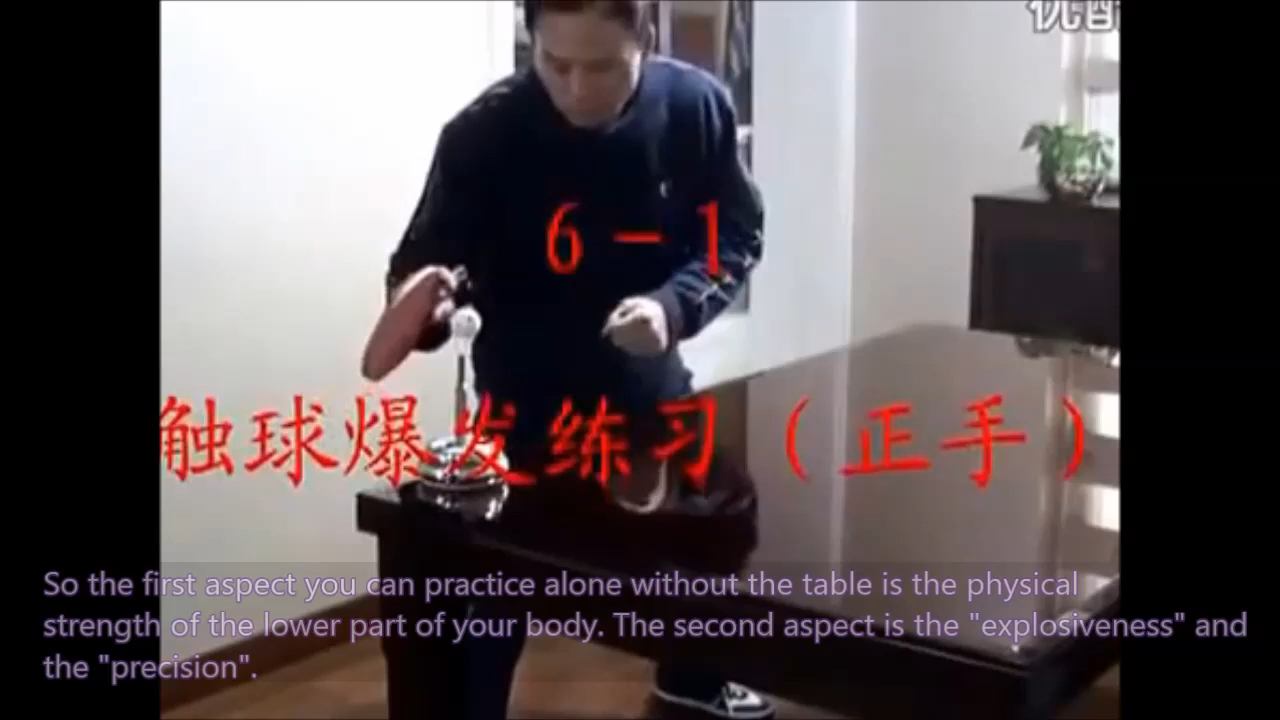 优酷
6-1
触球爆发练习（正手）
So the first aspect you can practice alone without the table is the physical
strength of the lower part of your body. The second aspect is the "explosiveness" and
the "precision".